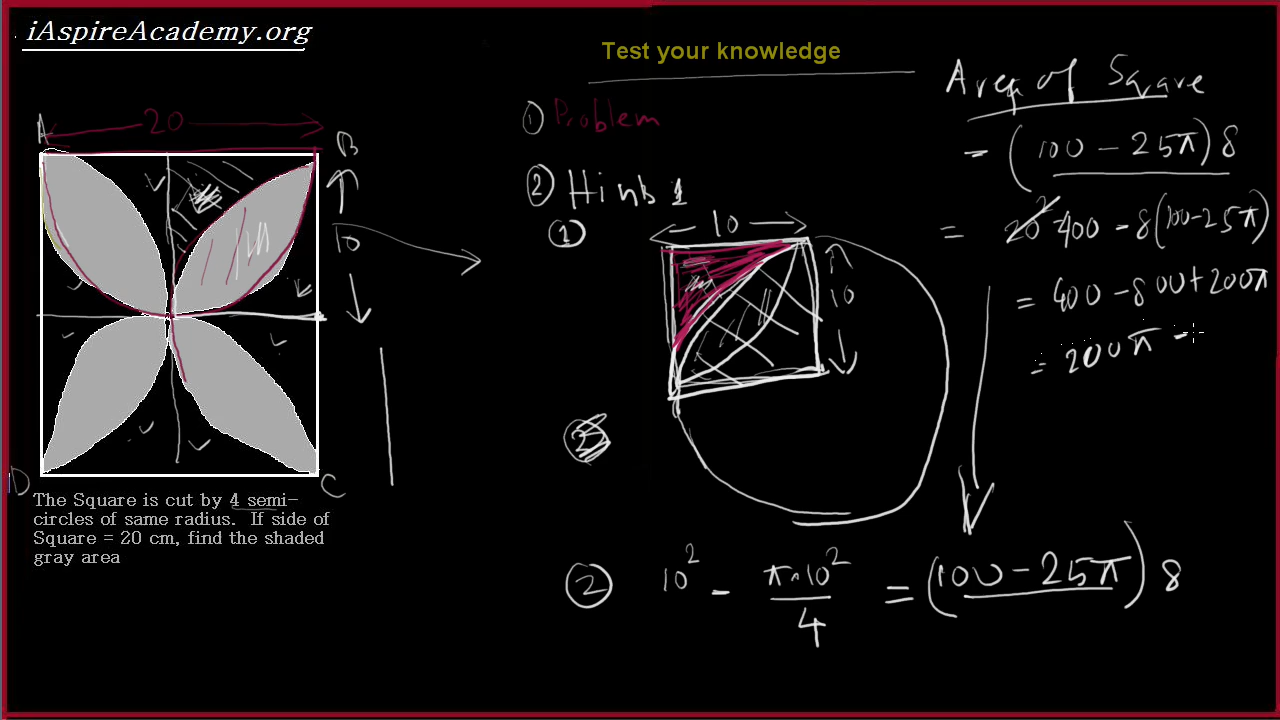 iAspireAcademy.org
Test your knowledge
① Problem
② Hints 1
A
20
B
10
D
C
The Square is cut by 4 semi-
circles of same radius. If side of
Square = 20 cm, find the shaded
gray area
①
10
10
② 10² - π·10²/4 = (100 - 25π) 8
Area of Square
- (100 - 25π) 8
= 20² 400 - 8(100-25π)
= 400 - 800 + 200π
= 200π -